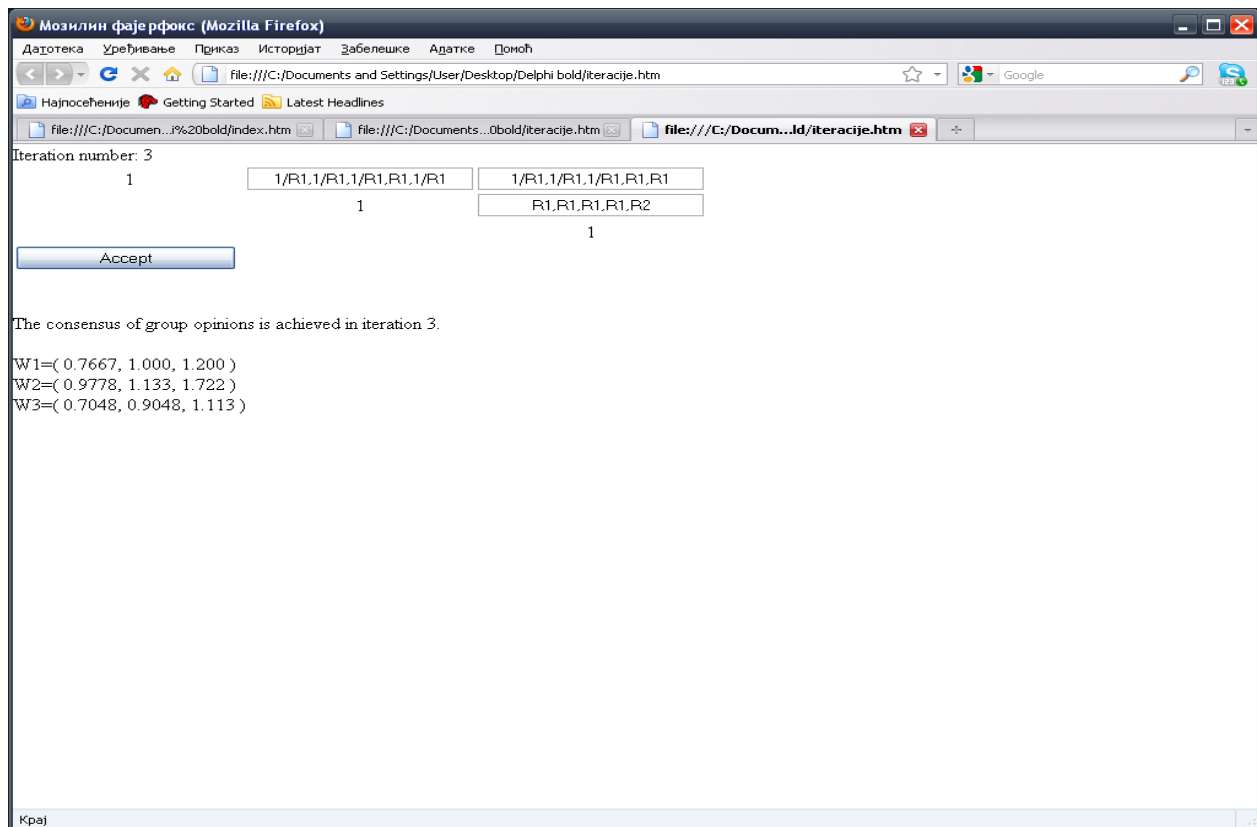 Мозилин фајерфокс (Mozilla Firefox)
Датотека Уређивање Приказ Историјат Забелешке Алатке Помоћ
file:///C:/Documents and Settings/User/Desktop/Delphi bold/iteracije.htm Google
Најпосећеније Getting Started Latest Headlines
file:///C:/Documen...i%20bold/index.htm file:///C:/Documents...0bold/iteracije.htm file:///C:/Docum...ld/iteracije.htm
Iteration number: 3
1 1/R1,1/R1,1/R1,R1,1/R1 1/R1,1/R1,1/R1,R1,R1
1 R1,R1,R1,R1,R2
1
Accept
The consensus of group opinions is achieved in iteration 3.
W1=( 0.7667, 1.000, 1.200 )
W2=( 0.9778, 1.133, 1.722 )
W3=( 0.7048, 0.9048, 1.113 )
Крај